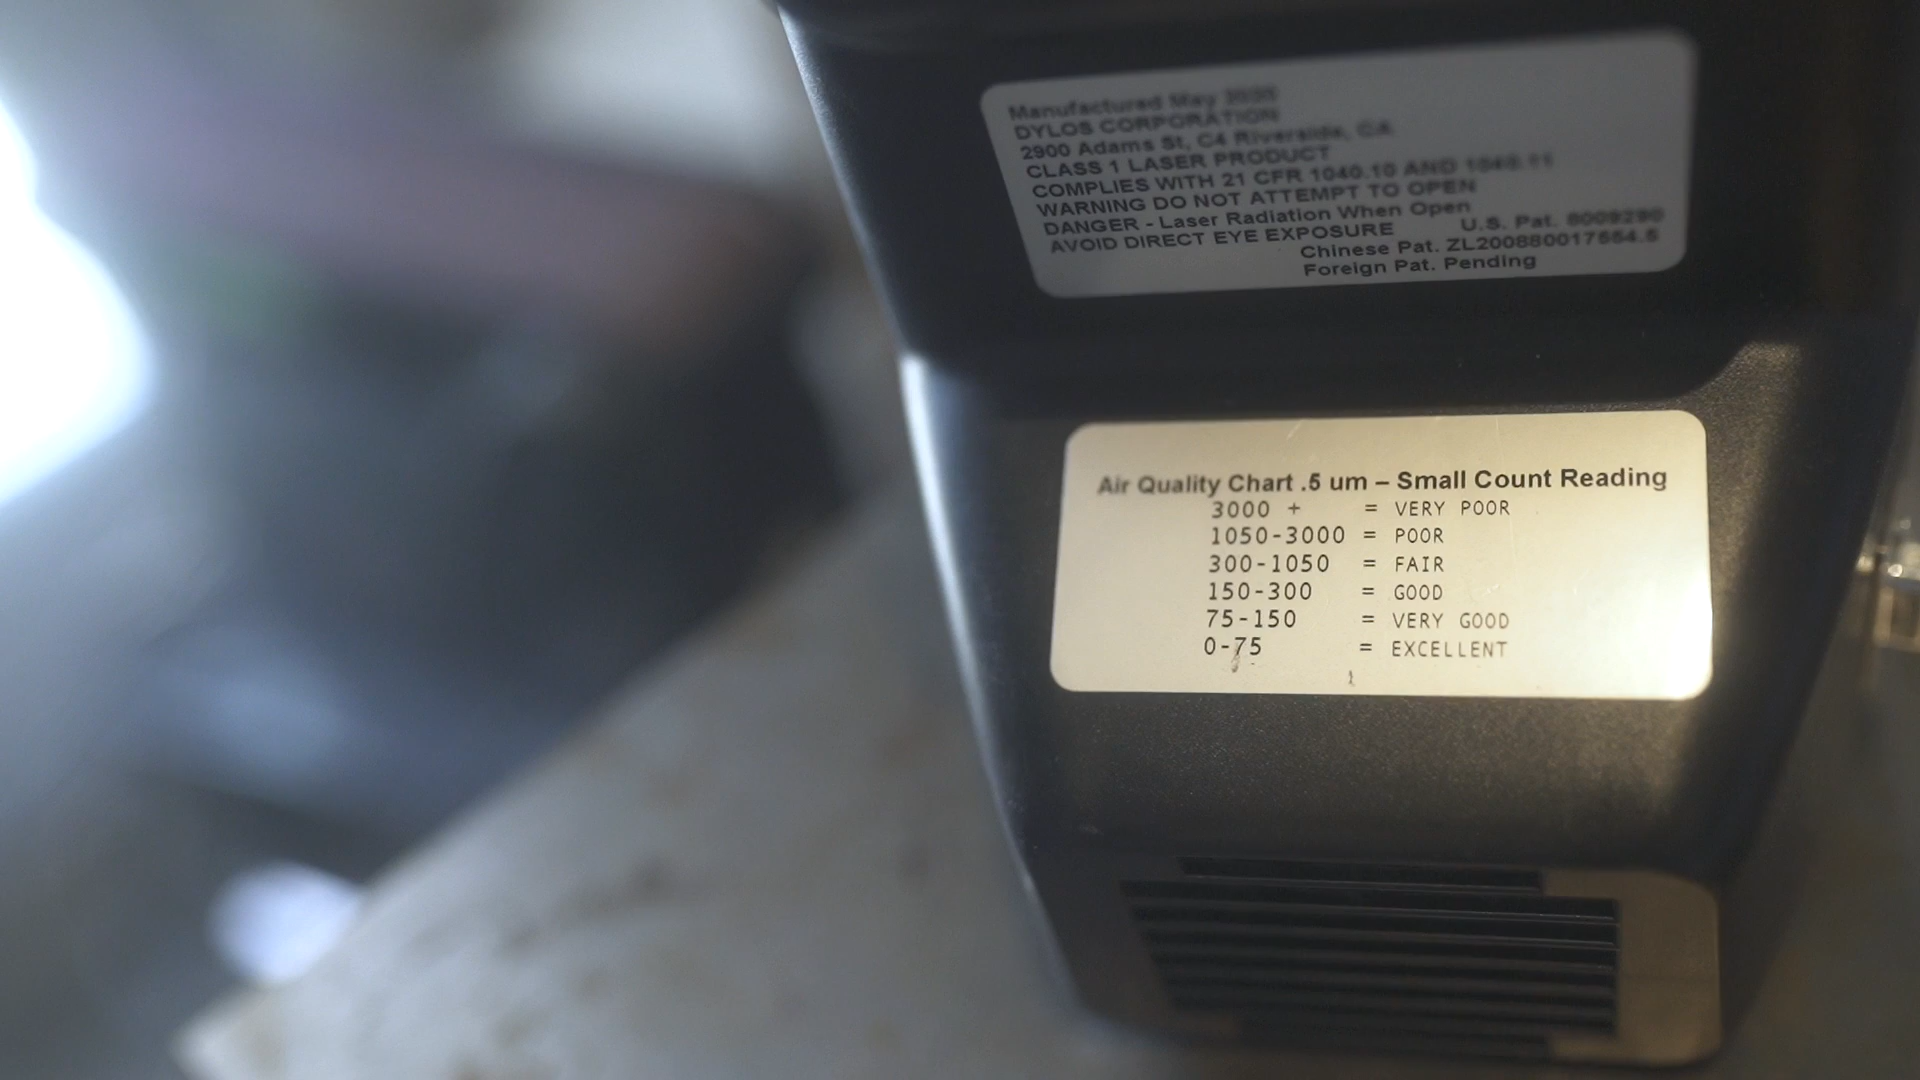 Manufactured May
DYLOS CORPORATION
2900 Adams St, C4 Riverside, CA
CLASS 1 LASER PRODUCT
COMPLIES WITH 21 CFR 1040.10 AND 1040.11
WARNING DO NOT ATTEMPT TO OPEN
DANGER - Laser Radiation When Open
AVOID DIRECT EYE EXPOSURE U.S. Pat. 8009290
Chinese Pat. ZL200880017664.5
Foreign Pat. Pending
Air Quality Chart .5 um – Small Count Reading
3000 + = VERY POOR
1050-3000 = POOR
300-1050 = FAIR
150-300 = GOOD
75-150 = VERY GOOD
0-75 = EXCELLENT